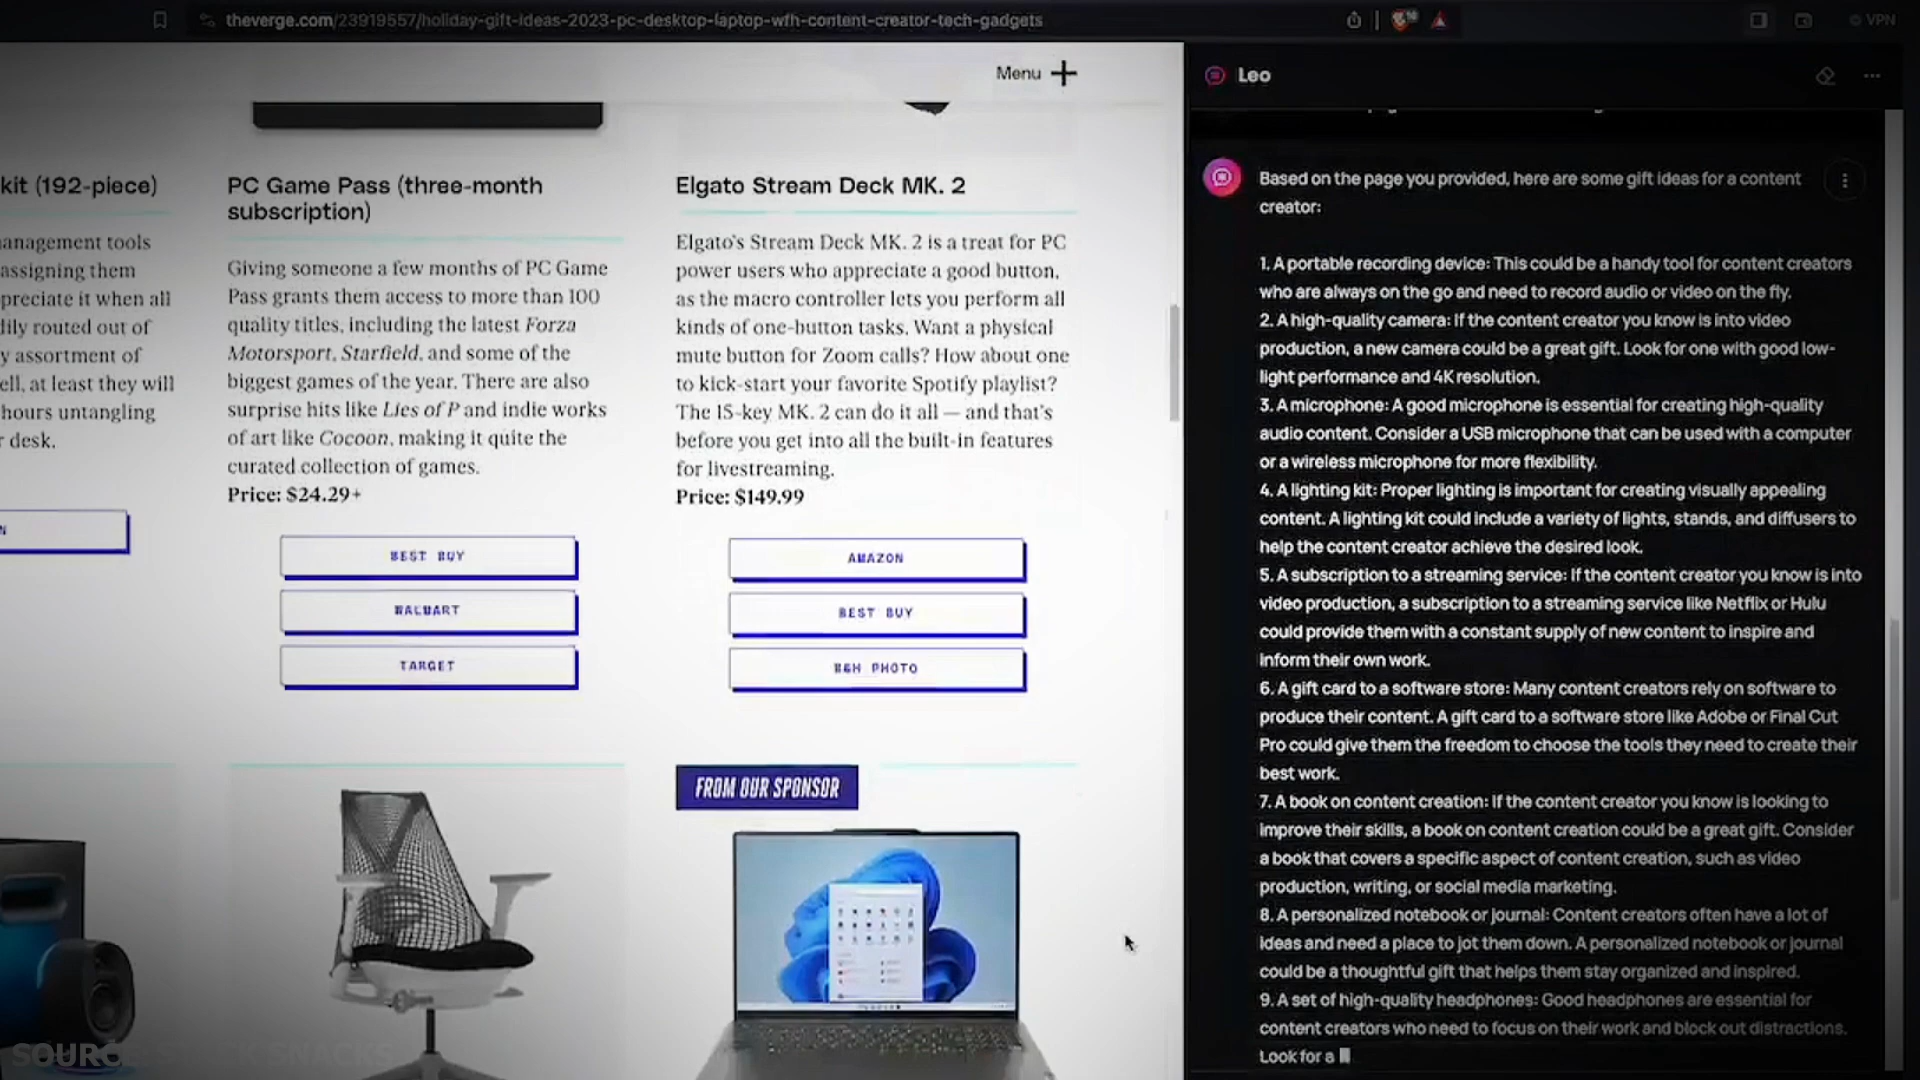 theverge.com/23919557/holiday-gift-ideas-2023-pc-desktop-laptop-wfh-content-creator-tech-gadgets
VPN
Menu
kit (192-piece)
anagement tools
assigning them
preciate it when all
lily routed out of
y assortment of
ell, at least they will
hours untangling
r desk.
N
PC Game Pass (three-month
subscription)
Giving someone a few months of PC Game
Pass grants them access to more than 100
quality titles, including the latest Forza
Motorsport, Starfield, and some of the
biggest games of the year. There are also
surprise hits like Lies of P and indie works
of art like Cocoon, making it quite the
curated collection of games.
Price: $24.29+
BEST BUY
WALMART
TARGET
Elgato Stream Deck MK. 2
Elgato's Stream Deck MK. 2 is a treat for PC
power users who appreciate a good button,
as the macro controller lets you perform all
kinds of one-button tasks. Want a physical
mute button for Zoom calls? How about one
to kick-start your favorite Spotify playlist?
The 15-key MK. 2 can do it all — and that's
before you get into all the built-in features
for livestreaming.
Price: $149.99
AMAZON
BEST BUY
B&H PHOTO
FROM OUR SPONSOR
Leo
Based on the page you provided, here are some gift ideas for a content
creator:
1. A portable recording device: This could be a handy tool for content creators
who are always on the go and need to record audio or video on the fly.
2. A high-quality camera: If the content creator you know is into video
production, a new camera could be a great gift. Look for one with good low-
light performance and 4K resolution.
3. A microphone: A good microphone is essential for creating high-quality
audio content. Consider a USB microphone that can be used with a computer
or a wireless microphone for more flexibility.
4. A lighting kit: Proper lighting is important for creating visually appealing
content. A lighting kit could include a variety of lights, stands, and diffusers to
help the content creator achieve the desired look.
5. A subscription to a streaming service: If the content creator you know is into
video production, a subscription to a streaming service like Netflix or Hulu
could provide them with a constant supply of new content to inspire and
inform their own work.
6. A gift card to a software store: Many content creators rely on software to
produce their content. A gift card to a software store like Adobe or Final Cut
Pro could give them the freedom to choose the tools they need to create their
best work.
7. A book on content creation: If the content creator you know is looking to
improve their skills, a book on content creation could be a great gift. Consider
a book that covers a specific aspect of content creation, such as video
production, writing, or social media marketing.
8. A personalized notebook or journal: Content creators often have a lot of
ideas and need a place to jot them down. A personalized notebook or journal
could be a thoughtful gift that helps them stay organized and inspired.
9. A set of high-quality headphones: Good headphones are essential for
content creators who need to focus on their work and block out distractions.
Look for a
SNACKS